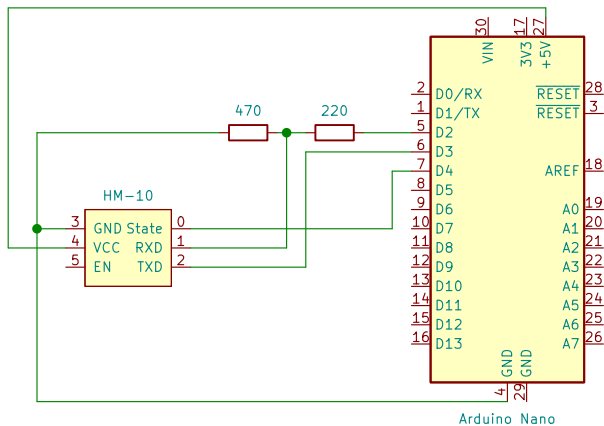 30 17 27
VIN 3V3 +5V
2 D0/RX RESET 28
470 220 1 D1/TX RESET 3
5 D2
6 D3
7 D4 AREF 18
8 D5
HM-10 9 D6 A0 19
3 GND State 0 10 D7 A1 20
4 VCC RXD 1 11 D8 A2 21
5 EN TXD 2 12 D9 A3 22
13 D10 A4 23
14 D11 A5 24
15 D12 A6 25
16 D13 A7 26
GND GND
4 29
Arduino Nano